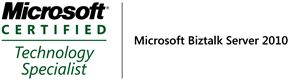 Microsoft®
CERTIFIED
Technology
Specialist
Microsoft Biztalk Server 2010